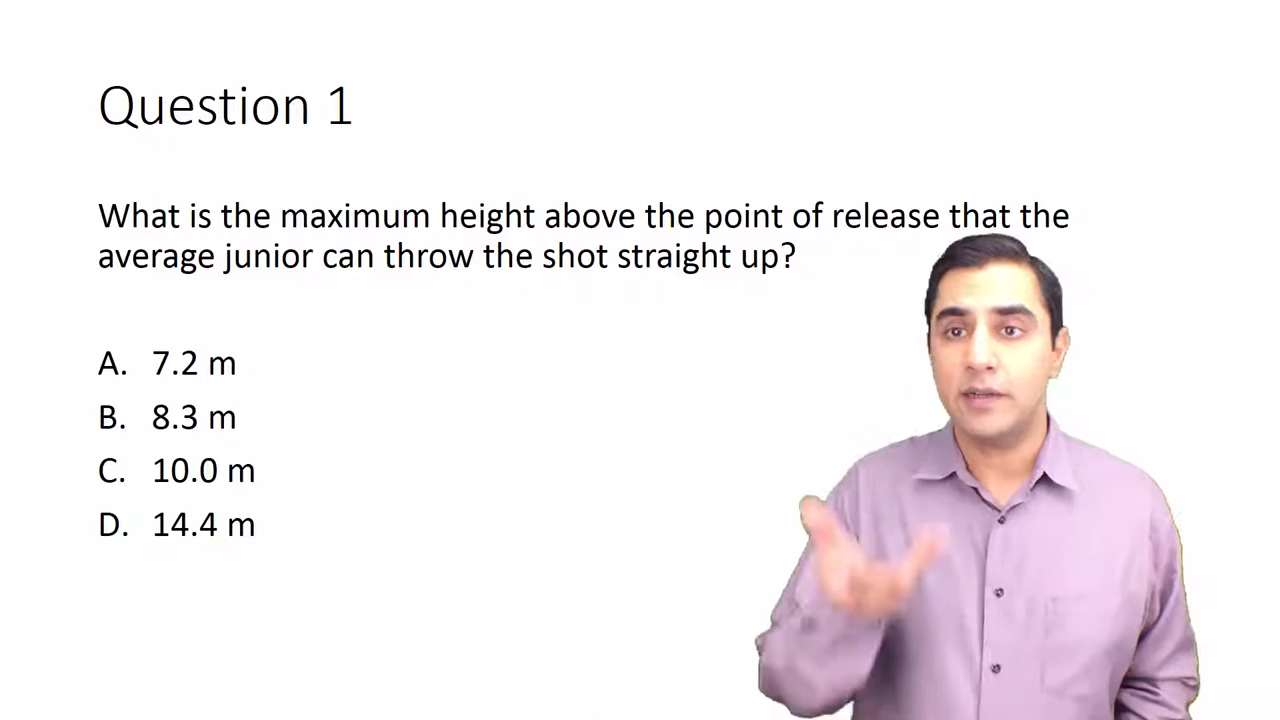 Question 1
What is the maximum height above the point of release that the
average junior can throw the shot straight up?
A. 7.2 m
B. 8.3 m
C. 10.0 m
D. 14.4 m